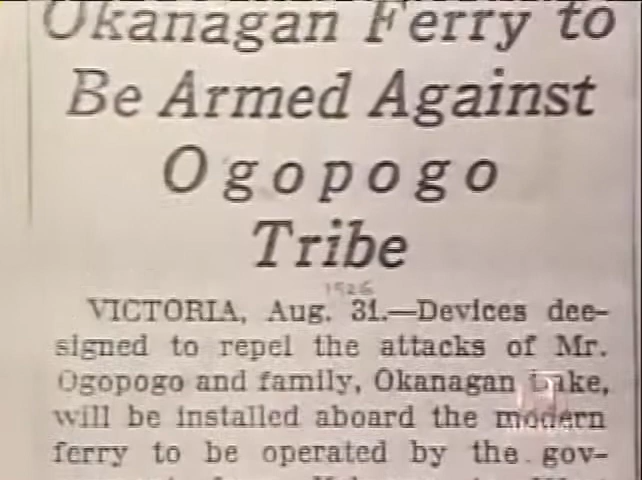 Okanagan Ferry to
Be Armed Against
Ogopogo
Tribe
1926
VICTORIA, Aug. 31.—Devices dee-
signed to repel the attacks of Mr.
Ogopogo and family, Okanagan Lake,
will be installed aboard the modern
ferry to be operated by the gov-